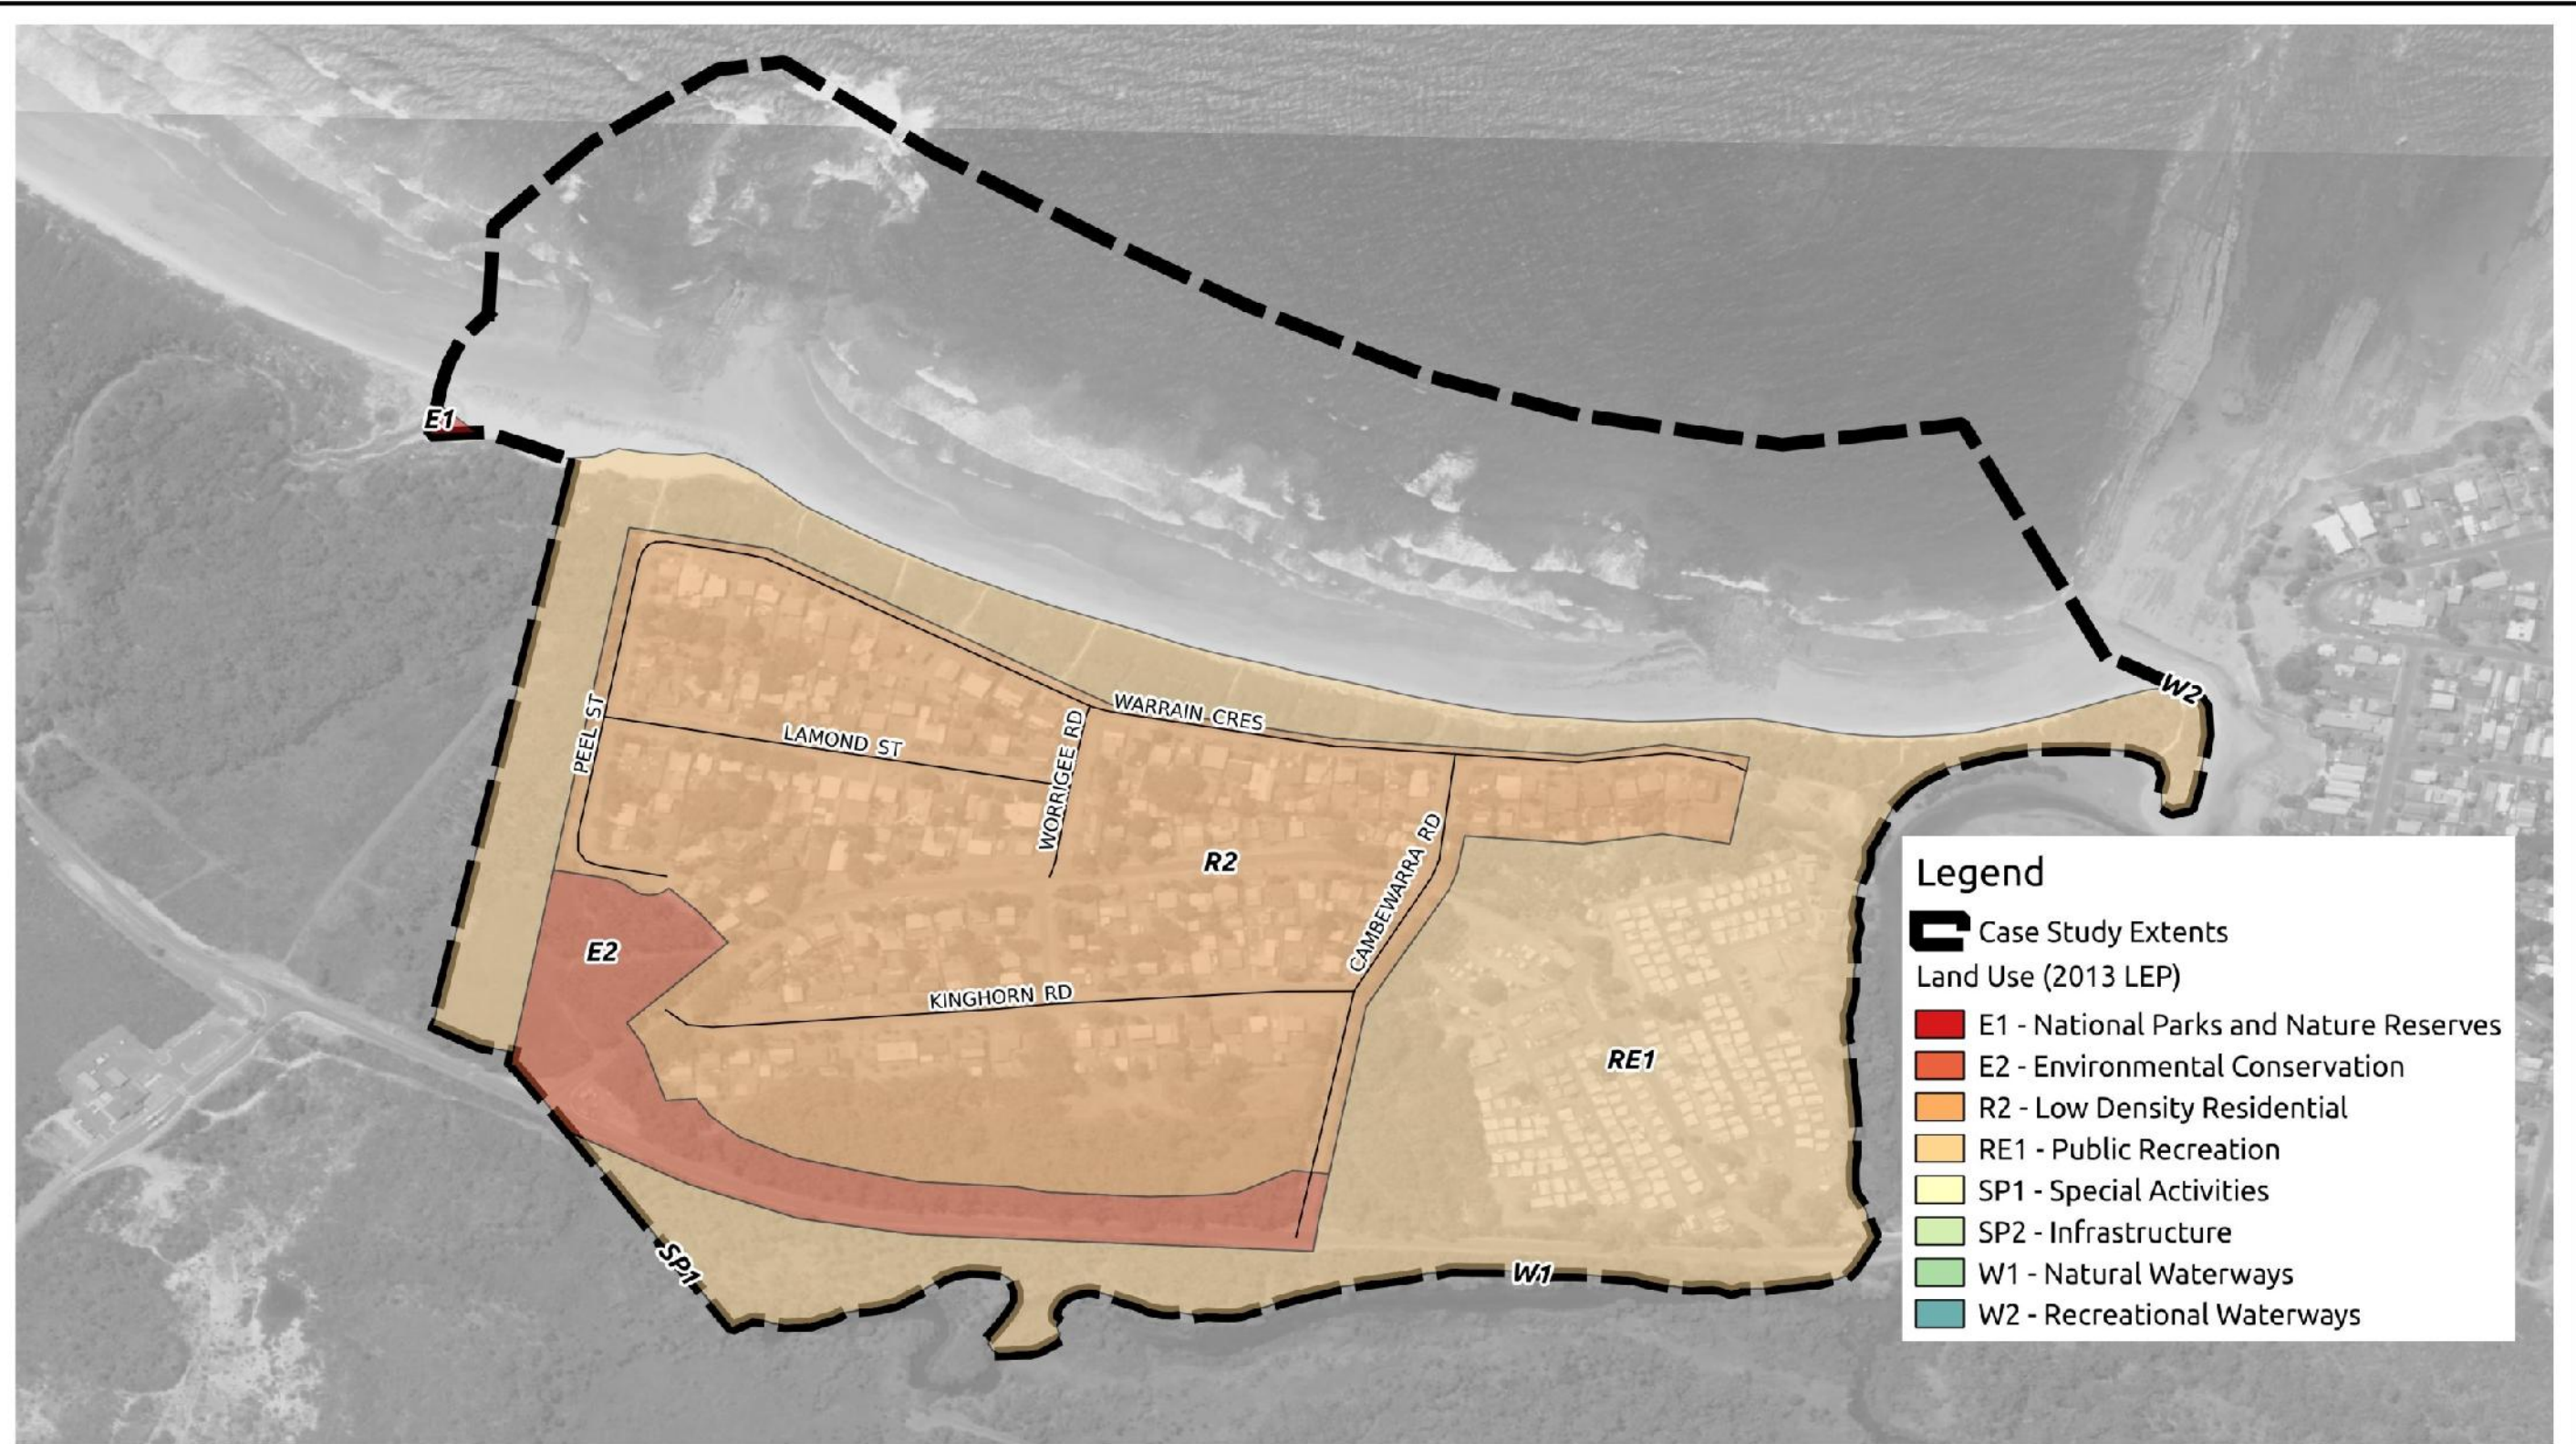 E1
W2
WARRAIN CRES
PEEL ST
LAMOND ST
WORRIGEE RD
CAMBEWARRA RD
R2
E2
KINGHORN RD
RE1
SP1
W1
Legend
Case Study Extents
Land Use (2013 LEP)
E1 - National Parks and Nature Reserves
E2 - Environmental Conservation
R2 - Low Density Residential
RE1 - Public Recreation
SP1 - Special Activities
SP2 - Infrastructure
W1 - Natural Waterways
W2 - Recreational Waterways